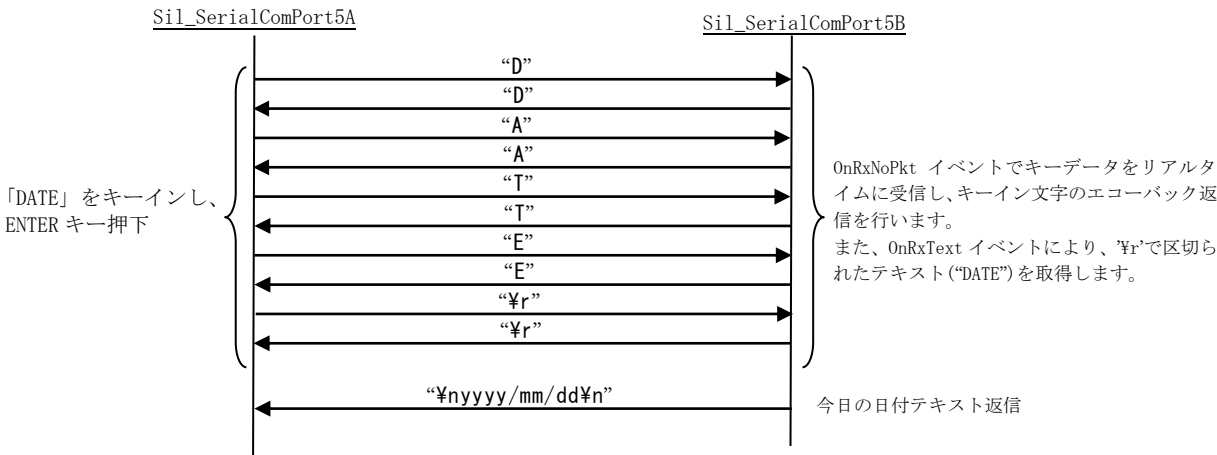 Sil_SerialComPort5A
Sil_SerialComPort5B
“D”
“D”
“A”
“A”
“T”
“T”
“E”
“E”
“¥r”
“¥r”
“¥nyyyy/mm/dd¥n”
「DATE」をキーインし、
ENTER キー押下
OnRxNoPkt イベントでキーデータをリアルタ
イムに受信し、キーイン文字のエコーバック返
信を行います。
また、OnRxText イベントにより、'¥r'で区切ら
れたテキスト(“DATE”)を取得します。
今日の日付テキスト返信